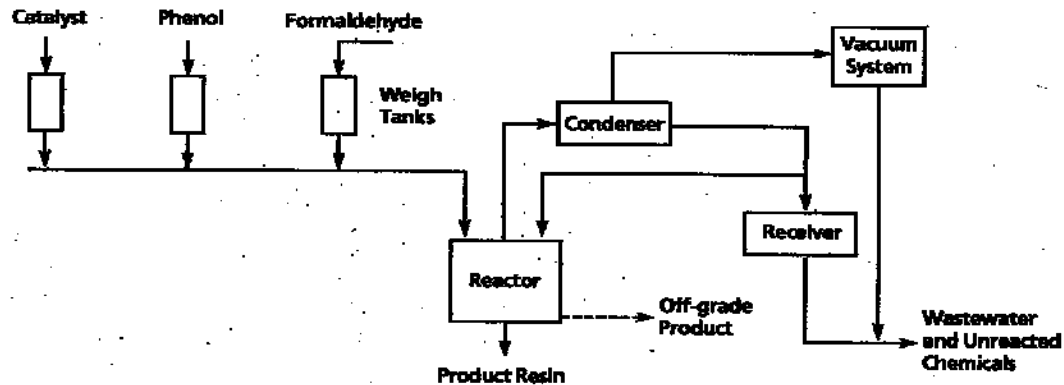 Catalyst
Phenol
Formaldehyde
Weigh
Tanks
Vacuum
System
Condenser
Receiver
Reactor
Off-grade
Product
Product Resin
Wastewater
and Unreacted
Chemicals